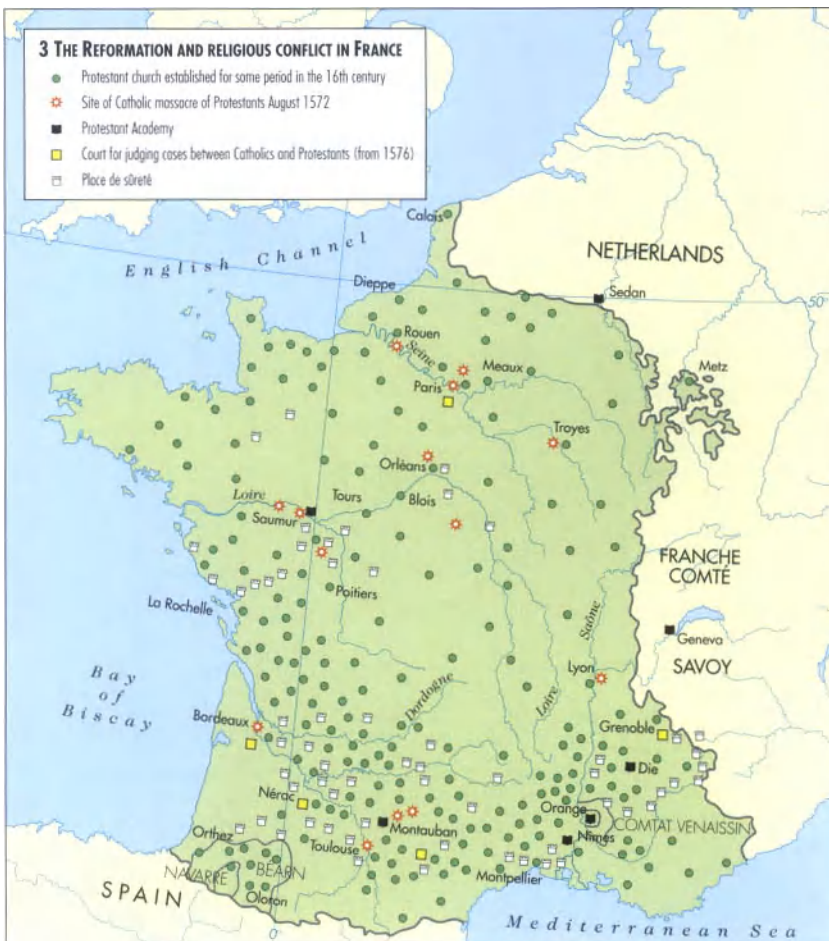 3 THE REFORMATION AND RELIGIOUS CONFLICT IN FRANCE
Protestant church established for some period in the 16th century
Site of Catholic massacre of Protestants August 1572
Protestant Academy
Court for judging cases between Catholics and Protestants (from 1576)
Place de sûreté
Calais
NETHERLANDS
English Channel
Dieppe
Sedan
50°
Rouen
Seine
Meaux
Metz
Paris
Troyes
Orléans
Loire
Tours
Blois
Saumur
FRANCHE
COMTÉ
Poitiers
La Rochelle
Saône
Geneva
SAVOY
Bay
of
Biscay
Lyon
Dordogne
Loire
Bordeaux
Grenoble
Die
Nérac
Orange
COMTAT VENAISSIN
Montauban
Nîmes
Orthez
Toulouse
NAVARRE
BÉARN
Montpellier
SPAIN
Oloron
0
Mediterranean Sea